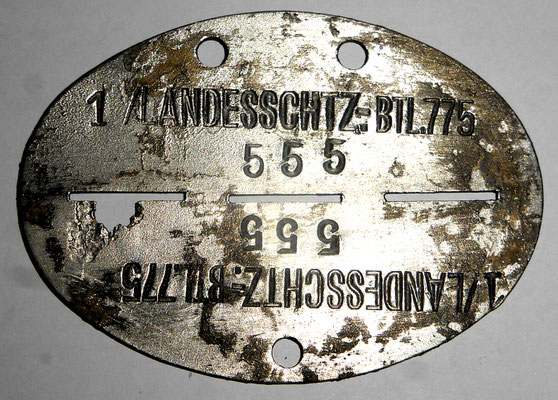 1 /LANDESSCHTZ.-BTL.775
555
555
1/LANDESSCHTZ.-BTL.775